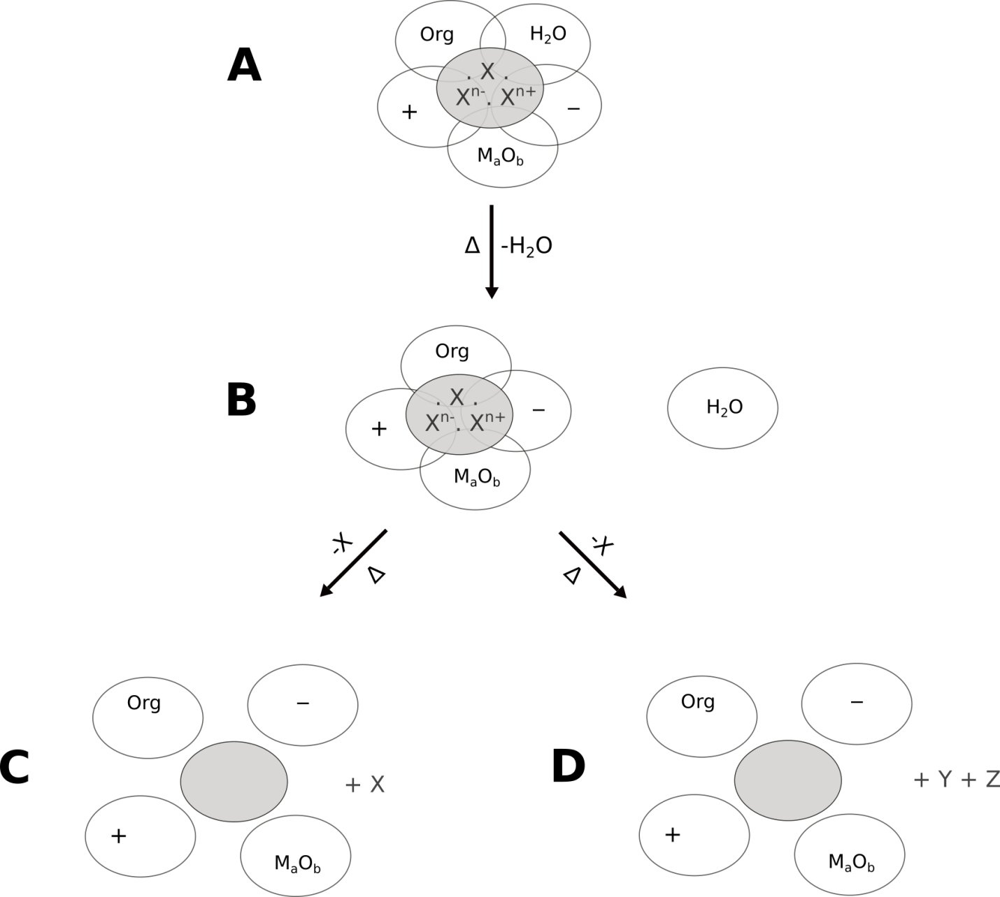 A
Org
H₂O
. X .
Xⁿ⁻ . Xⁿ⁺
+
−
MₐOb
Δ
-H₂O
B
Org
. X .
Xⁿ⁻ . Xⁿ⁺
+
−
MₐOb
H₂O
-X
Δ
-X
Δ
C
Org
−
+ X
+
MₐOb
D
Org
−
+ Y + Z
+
MₐOb